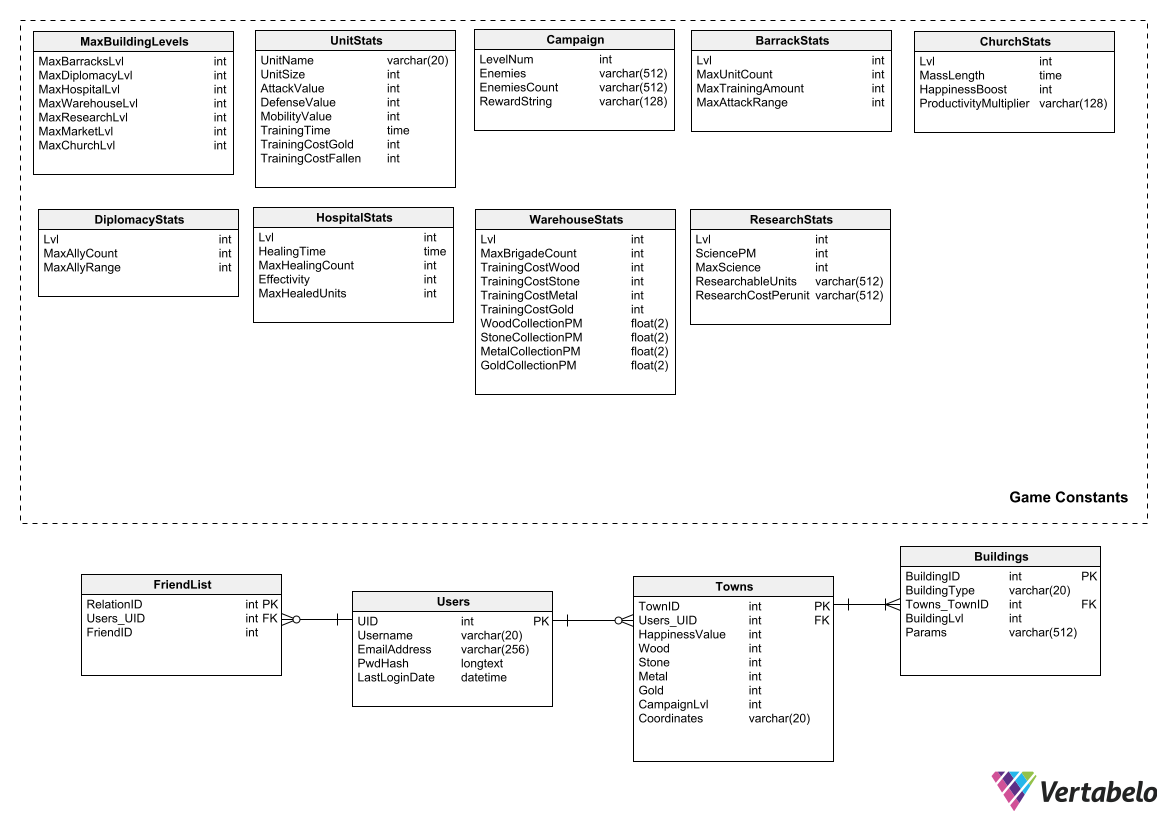 MaxBuildingLevels
MaxBarracksLvl int
MaxDiplomacyLvl int
MaxHospitalLvl int
MaxWarehouseLvl int
MaxResearchLvl int
MaxMarketLvl int
MaxChurchLvl int
UnitStats
UnitName varchar(20)
UnitSize int
AttackValue int
DefenseValue int
MobilityValue int
TrainingTime time
TrainingCostGold int
TrainingCostFallen int
Campaign
LevelNum int
Enemies varchar(512)
EnemiesCount varchar(512)
RewardString varchar(128)
BarrackStats
Lvl int
MaxUnitCount int
MaxTrainingAmount int
MaxAttackRange int
ChurchStats
Lvl int
MassLength time
HappinessBoost int
ProductivityMultiplier varchar(128)
DiplomacyStats
Lvl int
MaxAllyCount int
MaxAllyRange int
HospitalStats
Lvl int
HealingTime time
MaxHealingCount int
Effectivity int
MaxHealedUnits int
WarehouseStats
Lvl int
MaxBrigadeCount int
TrainingCostWood int
TrainingCostStone int
TrainingCostMetal int
TrainingCostGold int
WoodCollectionPM float(2)
StoneCollectionPM float(2)
MetalCollectionPM float(2)
GoldCollectionPM float(2)
ResearchStats
Lvl int
SciencePM int
MaxScience int
ResearchableUnits varchar(512)
ResearchCostPerunit varchar(512)
Game Constants
FriendList
RelationID int PK
Users_UID int FK
FriendID int
Users
UID int PK
Username varchar(20)
EmailAddress varchar(256)
PwdHash longtext
LastLoginDate datetime
Towns
TownID int PK
Users_UID int FK
HappinessValue int
Wood int
Stone int
Metal int
Gold int
CampaignLvl int
Coordinates varchar(20)
Buildings
BuildingID int PK
BuildingType varchar(20)
Towns_TownID int FK
BuildingLvl int
Params varchar(512)
Vertabelo